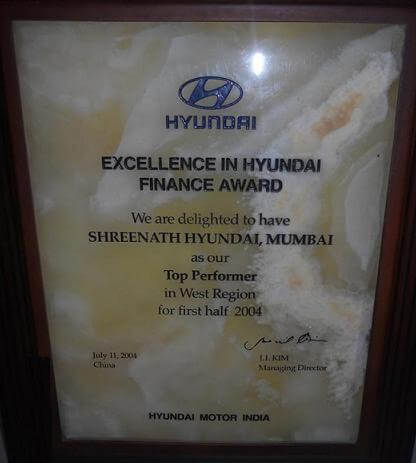 HYUNDAI
EXCELLENCE IN HYUNDAI
FINANCE AWARD
We are delighted to have
SHREENATH HYUNDAI, MUMBAI
as our
Top Performer
in West Region
for first half 2004
July 11, 2004
China
J.I. KIM
Managing Director
HYUNDAI MOTOR INDIA